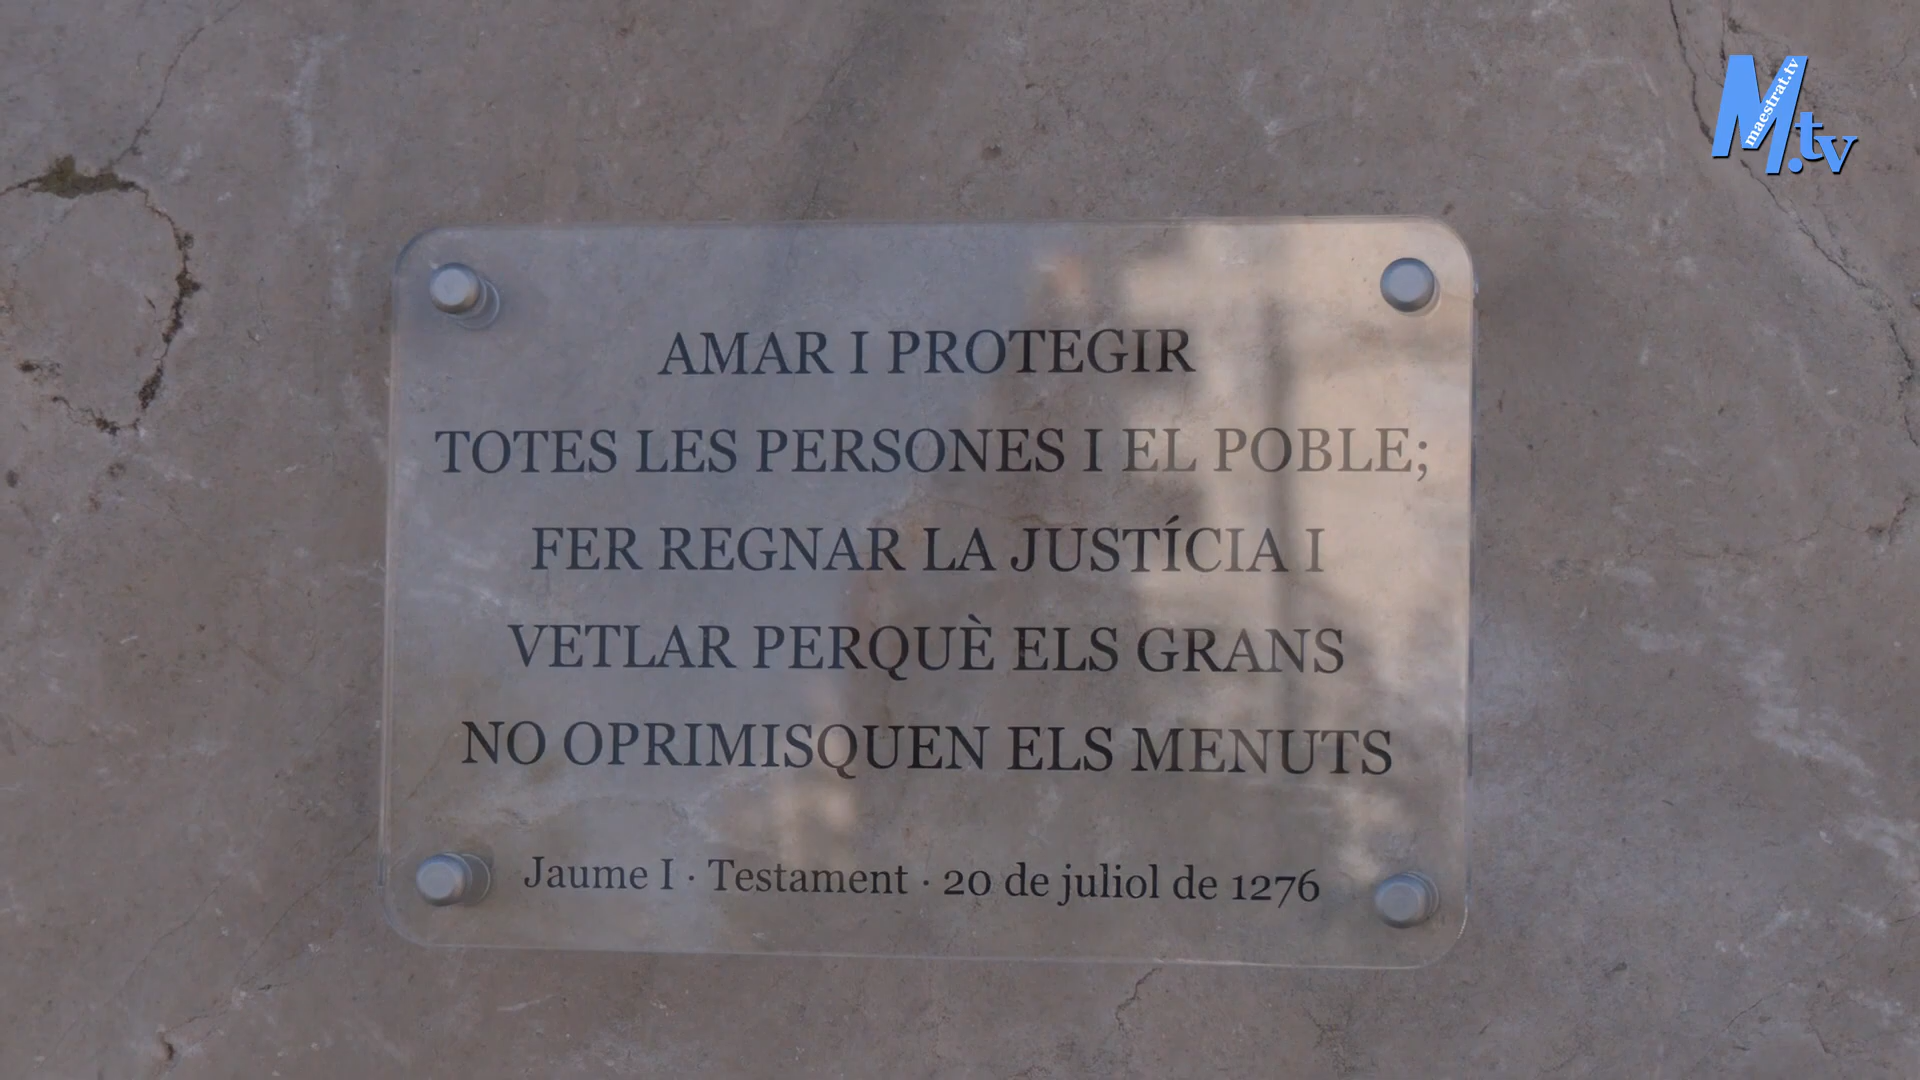 maestrat.tv
M.tv
AMAR I PROTEGIR
TOTES LES PERSONES I EL POBLE;
FER REGNAR LA JUSTÍCIA I
VETLAR PERQUÈ ELS GRANS
NO OPRIMISQUEN ELS MENUTS
Jaume I · Testament · 20 de juliol de 1276